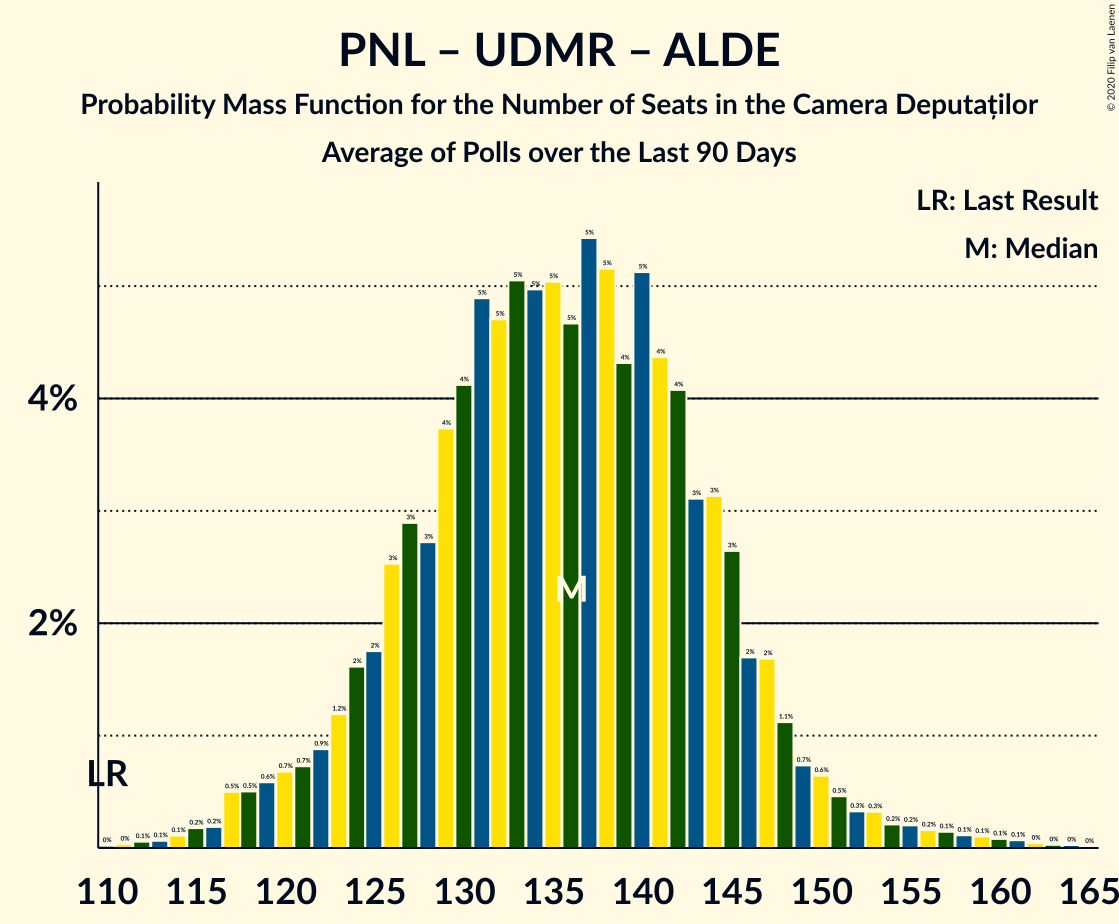 PNL – UDMR – ALDE
Probability Mass Function for the Number of Seats in the Camera Deputaților
Average of Polls over the Last 90 Days
© 2020 Filip van Laenen
LR: Last Result
M: Median
4%
2%
LR
M
0% 0% 0.1% 0.1% 0.1% 0.2% 0.2% 0.5% 0.5% 0.6% 0.7% 0.7% 0.9% 1.2% 2% 2% 3% 3% 3% 4% 4% 5% 5% 5% 5% 5% 5% 5% 5% 4% 5% 4% 4% 3% 3% 3% 2% 2% 1.1% 0.7% 0.6% 0.5% 0.3% 0.3% 0.2% 0.2% 0.2% 0.1% 0.1% 0.1% 0.1% 0.1% 0% 0% 0% 0%
110 115 120 125 130 135 140 145 150 155 160 165